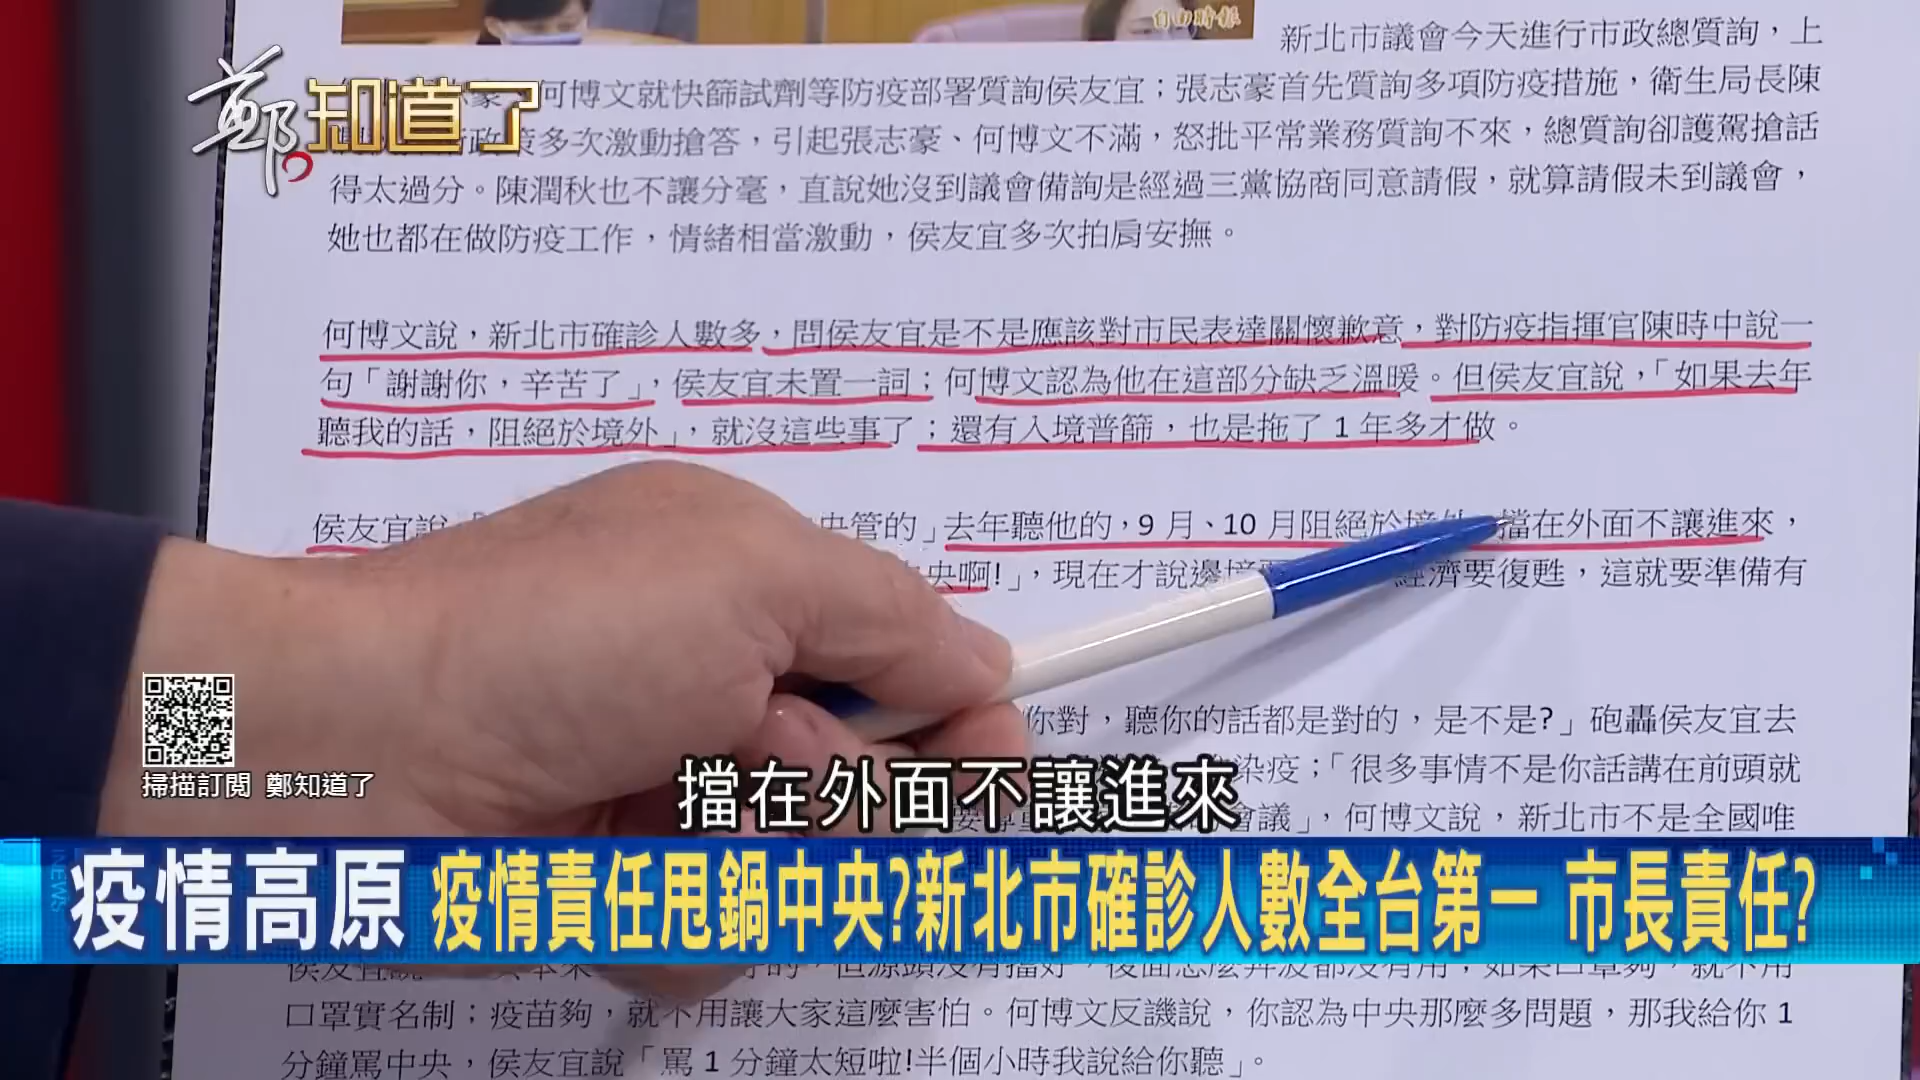 自由時報
新北市議會今天進行市政總質詢，上
鄭知道了
何博文就快篩試劑等防疫部署質詢侯友宜；張志豪首先質詢多項防疫措施，衛生局長陳
多次激動搶答，引起張志豪、何博文不滿，怒批平常業務質詢不來，總質詢卻護駕搶話
得太過分。陳潤秋也不讓分毫，直說她沒到議會備詢是經過三黨協商同意請假，就算請假未到議會，
她也都在做防疫工作，情緒相當激動，侯友宜多次拍肩安撫。
何博文說，新北市確診人數多，問侯友宜是不是應該對市民表達關懷歉意，對防疫指揮官陳時中說一
句「謝謝你，辛苦了」，侯友宜未置一詞；何博文認為他在這部分缺乏溫暖。但侯友宜說，「如果去年
聽我的話，阻絕於境外」，就沒這些事了；還有入境普篩，也是拖了1年多才做。
侯友宜說 央管的」去年聽他的，9月、10月阻絕於境外 擋在外面不讓進來，
央啊!」，現在才說邊境 經濟要復甦，這就要準備有
你對，聽你的話都是對的，是不是?」砲轟侯友宜去
染疫；「很多事情不是你話講在前頭就
會議」，何博文說，新北市不是全國唯
掃描訂閱 鄭知道了
擋在外面不讓進來
INEWS
疫情高原 疫情責任甩鍋中央?新北市確診人數全台第一 市長責任?
口罩實名制；疫苗夠，就不用讓大家這麼害怕。何博文反譏說，你認為中央那麼多問題，那我給你1
分鐘罵中央，侯友宜說「罵1分鐘太短啦!半個小時我說給你聽」。